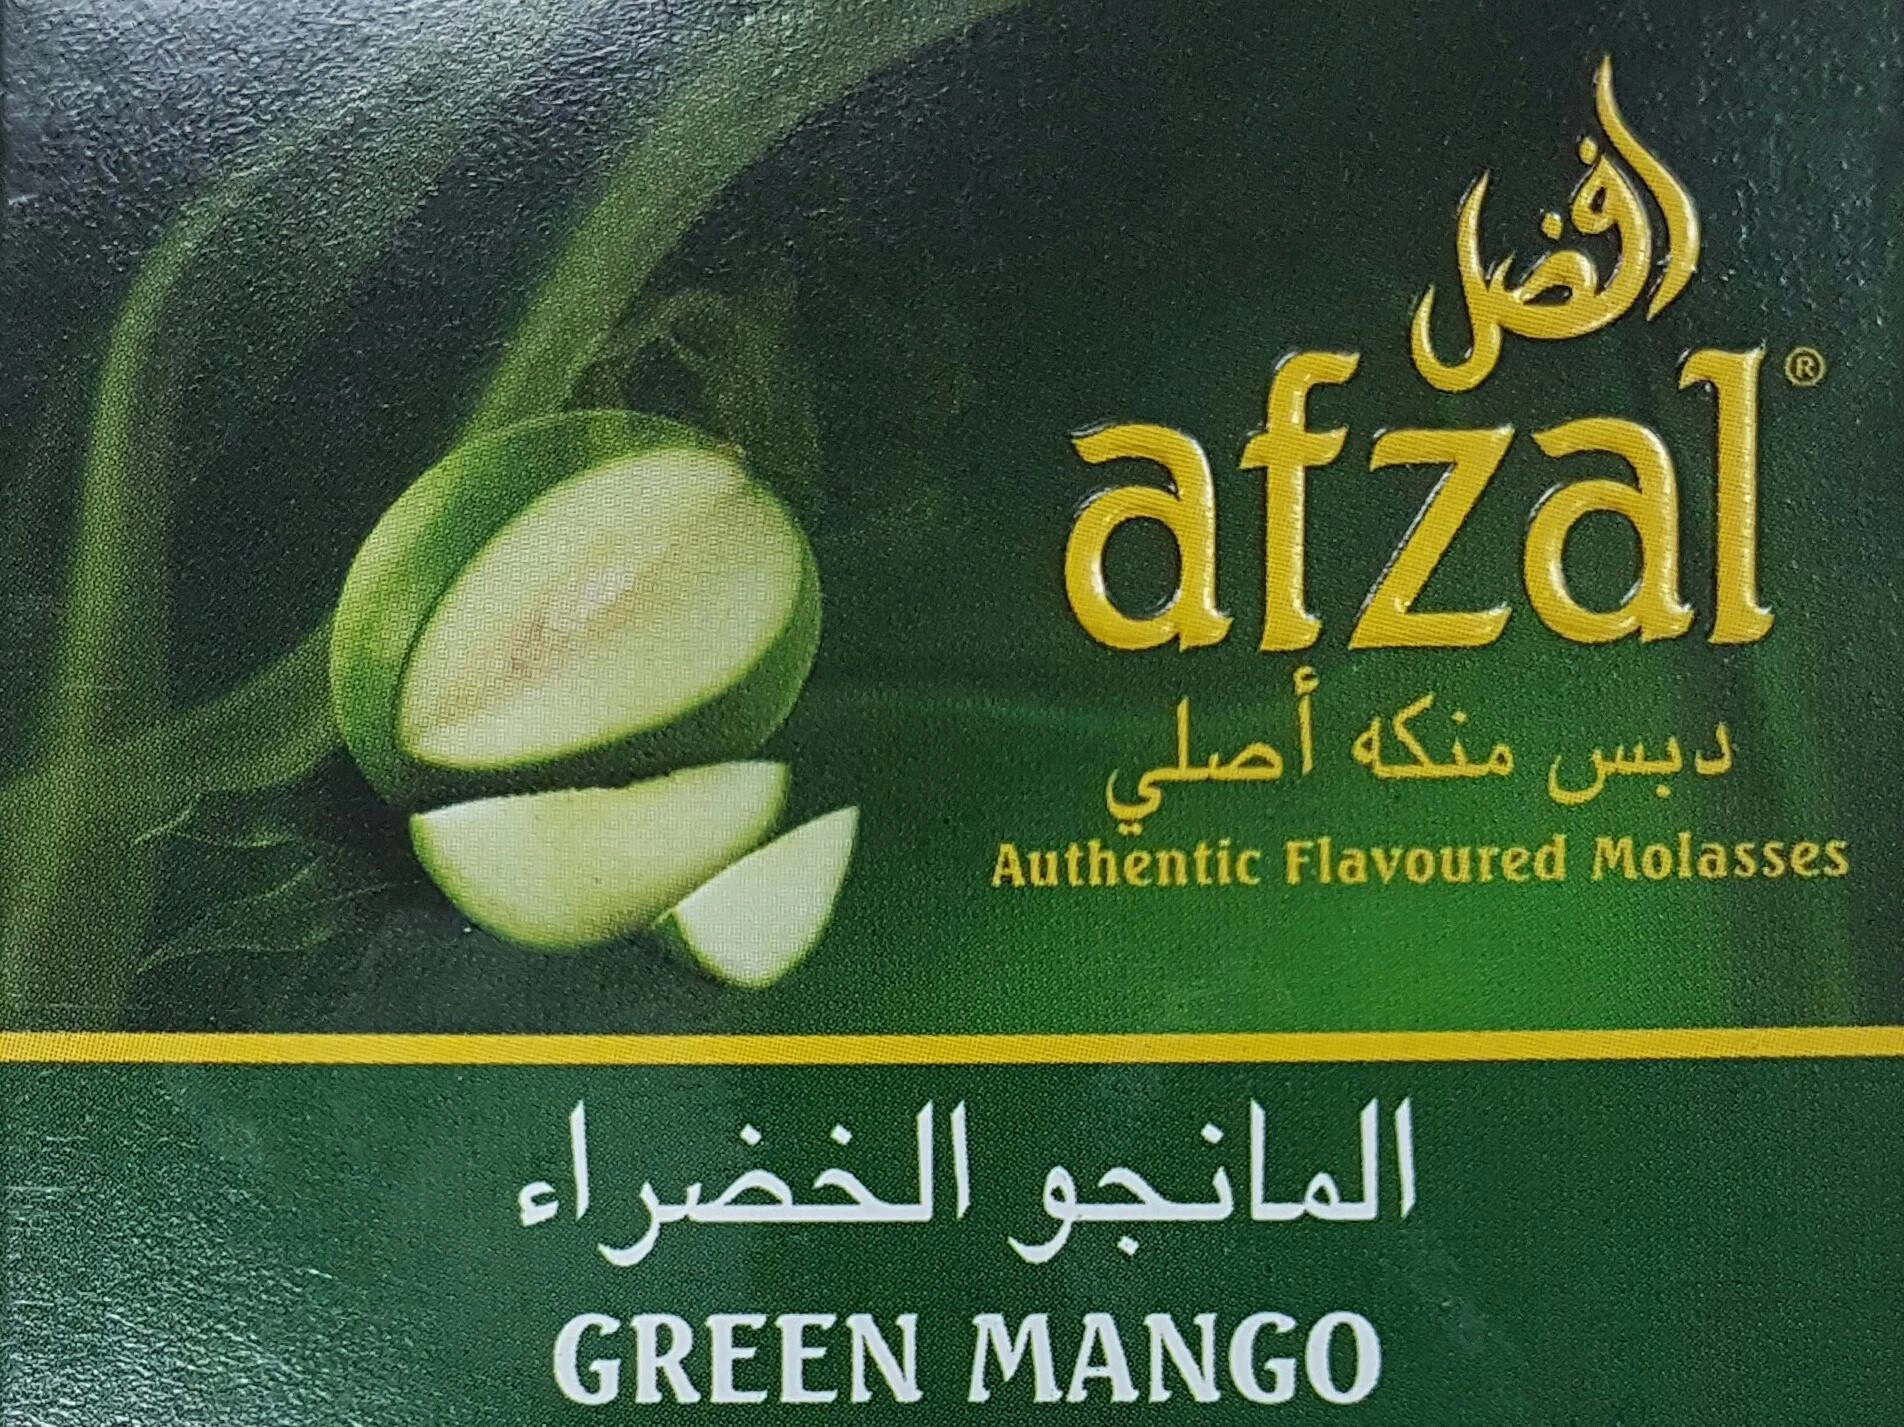 افضل
afzal®
دبس منكه أصلي
Authentic Flavoured Molasses
المانجو الخضراء
GREEN MANGO